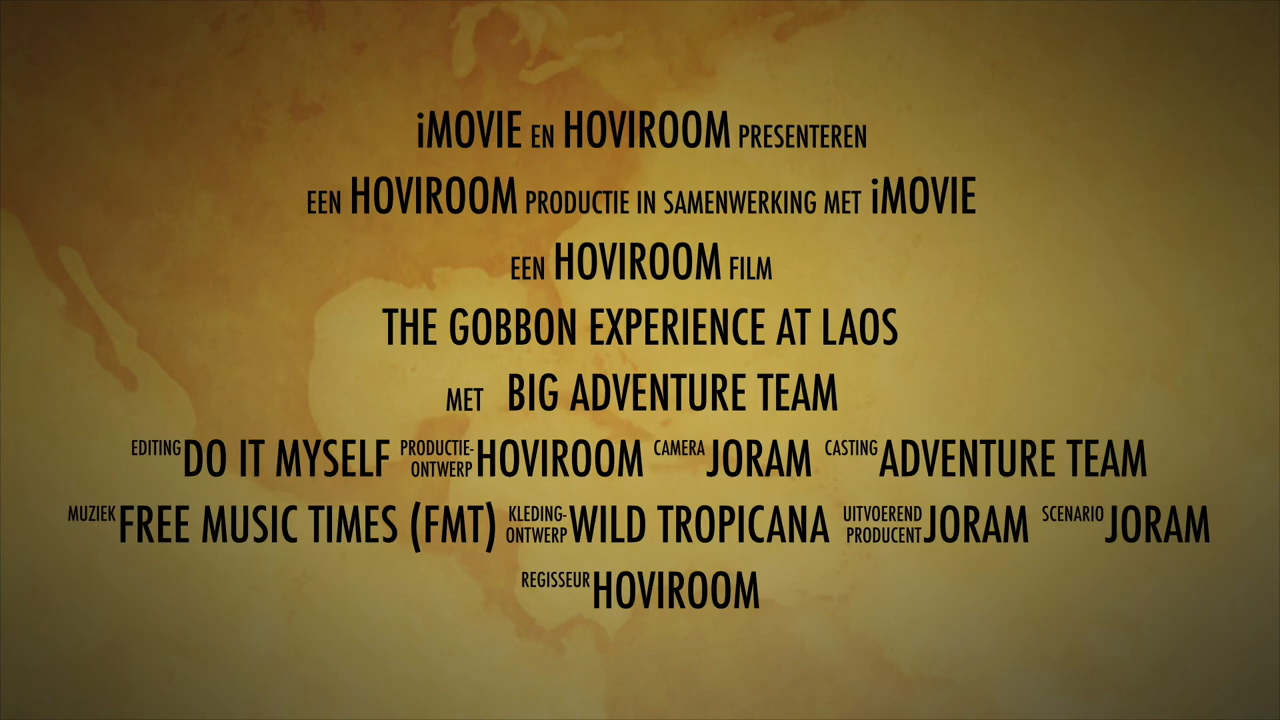 iMOVIE EN HOVIROOM PRESENTEREN
EEN HOVIROOM PRODUCTIE IN SAMENWERKING MET iMOVIE
EEN HOVIROOM FILM
THE GOBBON EXPERIENCE AT LAOS
MET BIG ADVENTURE TEAM
EDITING DO IT MYSELF PRODUCTIE-ONTWERP HOVIROOM CAMERA JORAM CASTING ADVENTURE TEAM
MUZIEK FREE MUSIC TIMES (FMT) KLEDING-ONTWERP WILD TROPICANA UITVOEREND PRODUCENT JORAM SCENARIO JORAM
REGISSEUR HOVIROOM